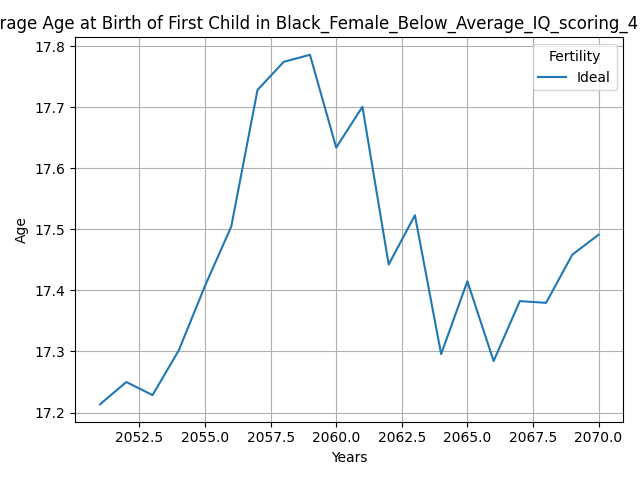 rage Age at Birth of First Child in Black_Female_Below_Average_IQ_scoring_4
17.8
17.7
17.6
17.5
17.4
17.3
17.2
Age
Fertility
Ideal
2052.5 2055.0 2057.5 2060.0 2062.5 2065.0 2067.5 2070.0
Years